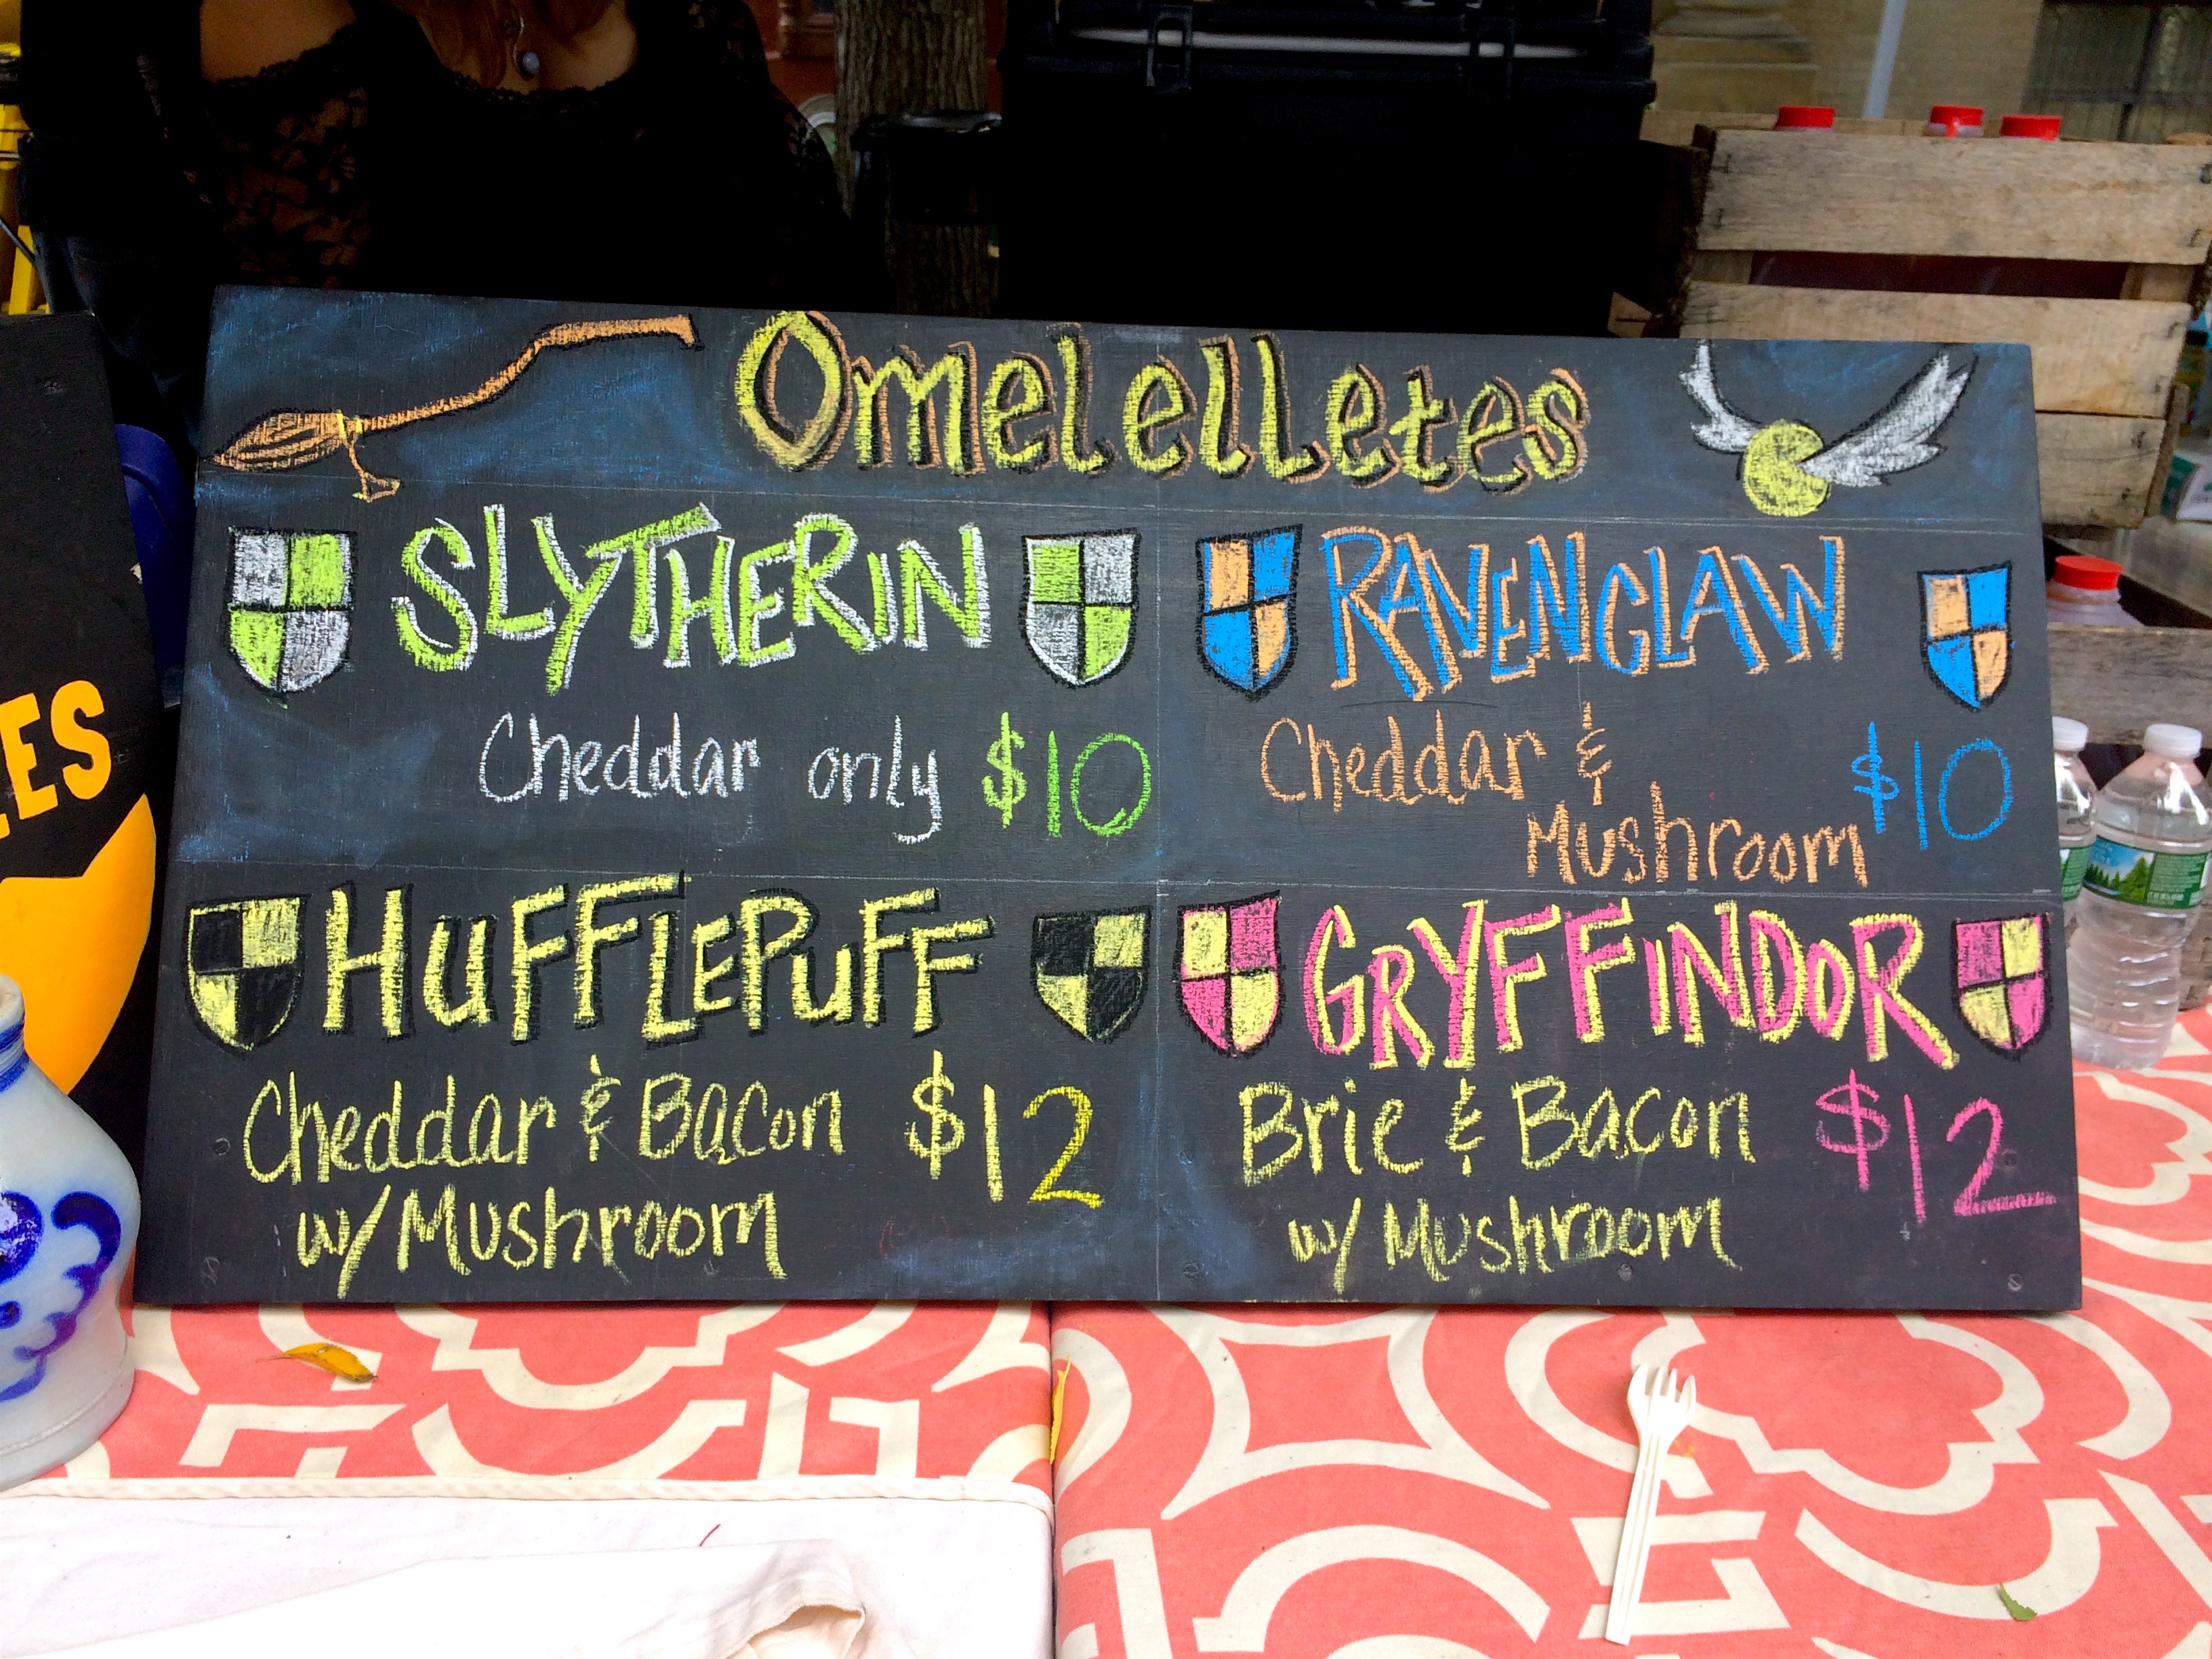 Omelelletes
SLYTHERIN
Cheddar only $10
RAVENCLAW
Cheddar &
Mushroom $10
HUFFLEPUFF
Cheddar & Bacon $12
w/ Mushroom
GRYFFINDOR
Brie & Bacon $12
w/ Mushroom
ES